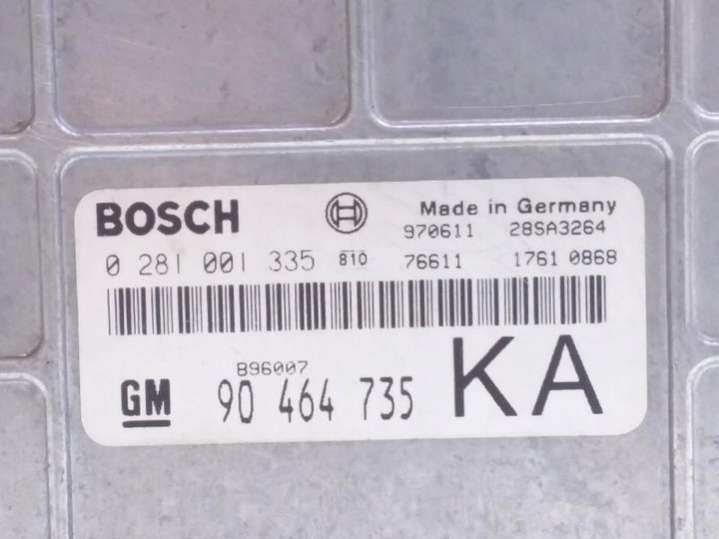 BOSCH Made in Germany
970611 28SA3264
0 281 001 335 810 76611 1761 0868
B96007
GM 90 464 735 KA